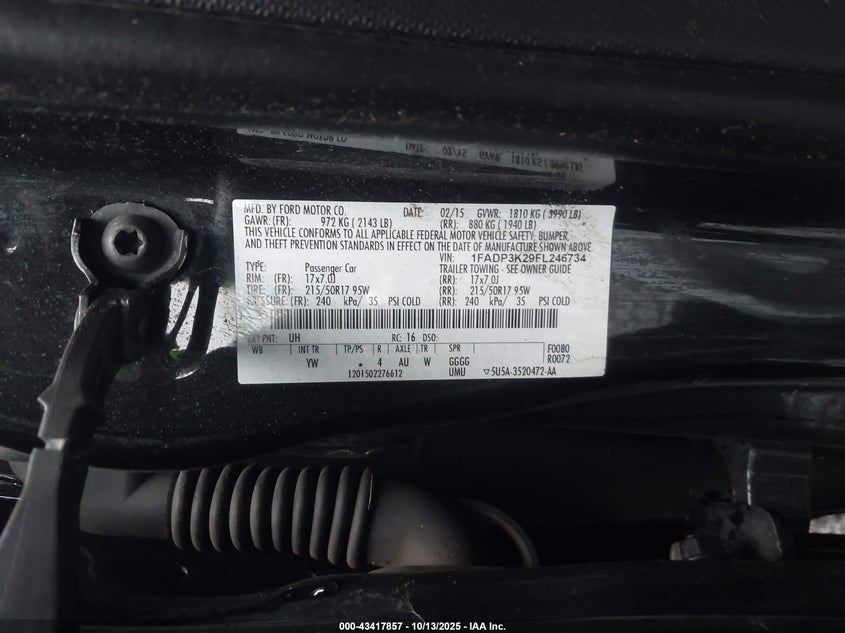 MFD. BY FORD MOTOR CO. DATE: 02/15 GVWR: 1810 KG ( 3990 LB)
GAWR: (FR): 972 KG ( 2143 LB) (RR): 880 KG ( 1940 LB)
THIS VEHICLE CONFORMS TO ALL APPLICABLE FEDERAL MOTOR VEHICLE SAFETY, BUMPER,
AND THEFT PREVENTION STANDARDS IN EFFECT ON THE DATE OF MANUFACTURE SHOWN ABOVE.
VIN: 1FADP3K29FL246734
TYPE: Passenger Car TRAILER TOWING - SEE OWNER GUIDE
RIM: (FR): 17x7.0J (RR): 17x7.0J
TIRE: (FR): 215/50R17 95W (RR): 215/50R17 95W
PRESSURE: (FR): 240 kPa/ 35 PSI COLD (RR): 240 kPa/ 35 PSI COLD
EXT PNT: UH RC: 16 DSO:
WB INT TR TP/PS R AXLE TR SPR F0080
- YW . 4 AU W GGGG R0072
1201502276612 UMU ▽ 5U5A-3520472-AA
000-43417857 - 10/13/2025 - IAA Inc.